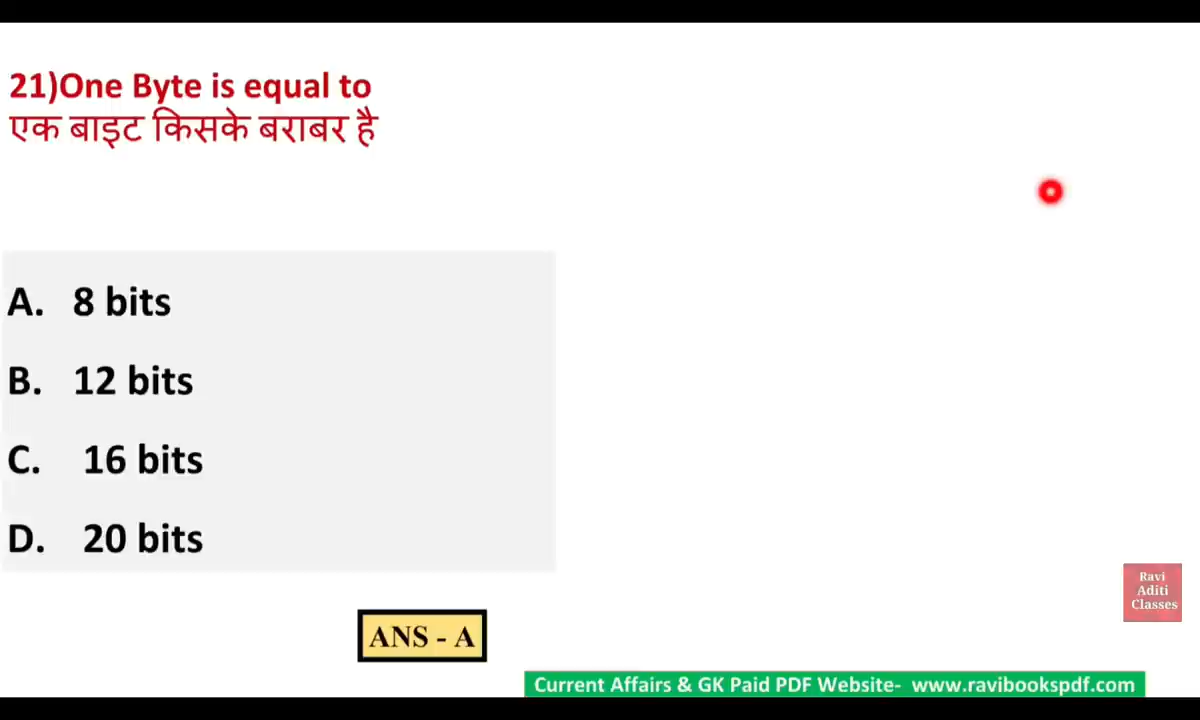 21)One Byte is equal to
एक बाइट किसके बराबर है
A. 8 bits
B. 12 bits
C. 16 bits
D. 20 bits
ANS - A
Ravi
Aditi
Classes
Current Affairs & GK Paid PDF Website- www.ravibookspdf.com